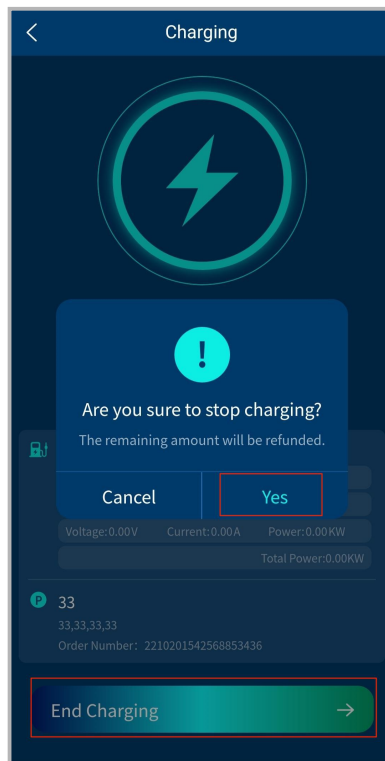 Charging
Are you sure to stop charging?
The remaining amount will be refunded.
Cancel
Yes
Voltage:0.00V Current:0.00A Power:0.00KW
Total Power:0.00KW
P
33
33,33,33,33
Order Number: 2210201542568853436
End Charging